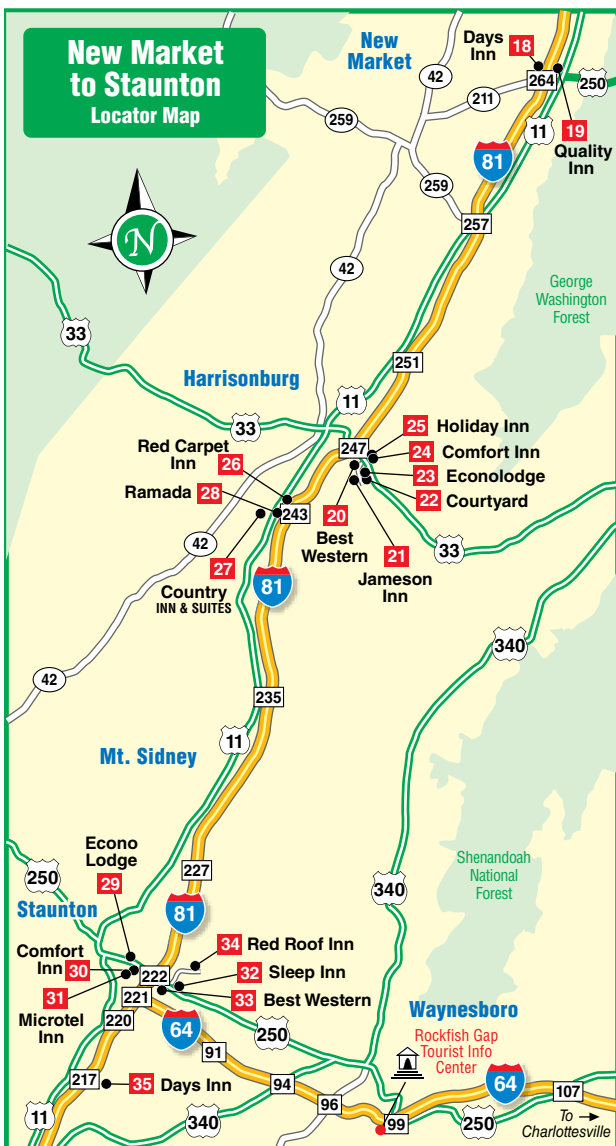 New Market
to Staunton
Locator Map
New
Market
Days
Inn
18
42
264
250
211
11
19
Quality
Inn
259
81
259
257
N
42
George
Washington
Forest
33
251
Harrisonburg
11
33
25 Holiday Inn
247
24 Comfort Inn
Red Carpet
Inn
26
23 Econolodge
Ramada 28
22 Courtyard
243
20
Best
Western
21
Jameson
Inn
33
42
27
Country
INN & SUITES
81
340
42
235
11
Mt. Sidney
Econo
Lodge
29
227
Shenandoah
National
Forest
250
340
Staunton
81
34 Red Roof Inn
Comfort
Inn 30
222
32 Sleep Inn
31
Microtel
Inn
221
33 Best Western
220
64
Waynesboro
250
Rockfish Gap
Tourist Info
Center
91
217
35 Days Inn
94
64
107
96
11
340
99
250
To
Charlottesville